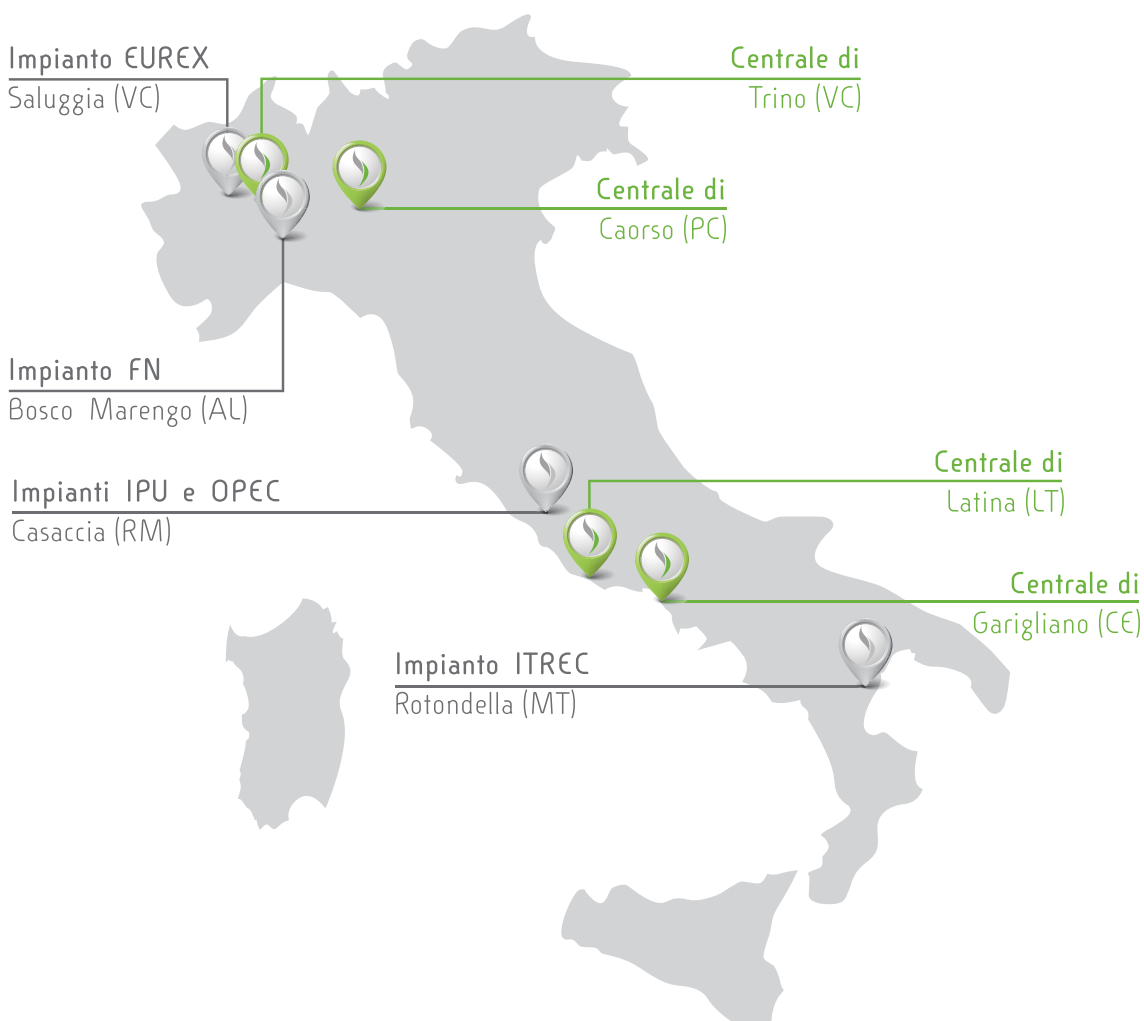 Impianto EUREX
Saluggia (VC)
Centrale di
Trino (VC)
Centrale di
Caorso (PC)
Impianto FN
Bosco Marengo (AL)
Centrale di
Latina (LT)
Impianti IPU e OPEC
Casaccia (RM)
Centrale di
Garigliano (CE)
Impianto ITREC
Rotondella (MT)